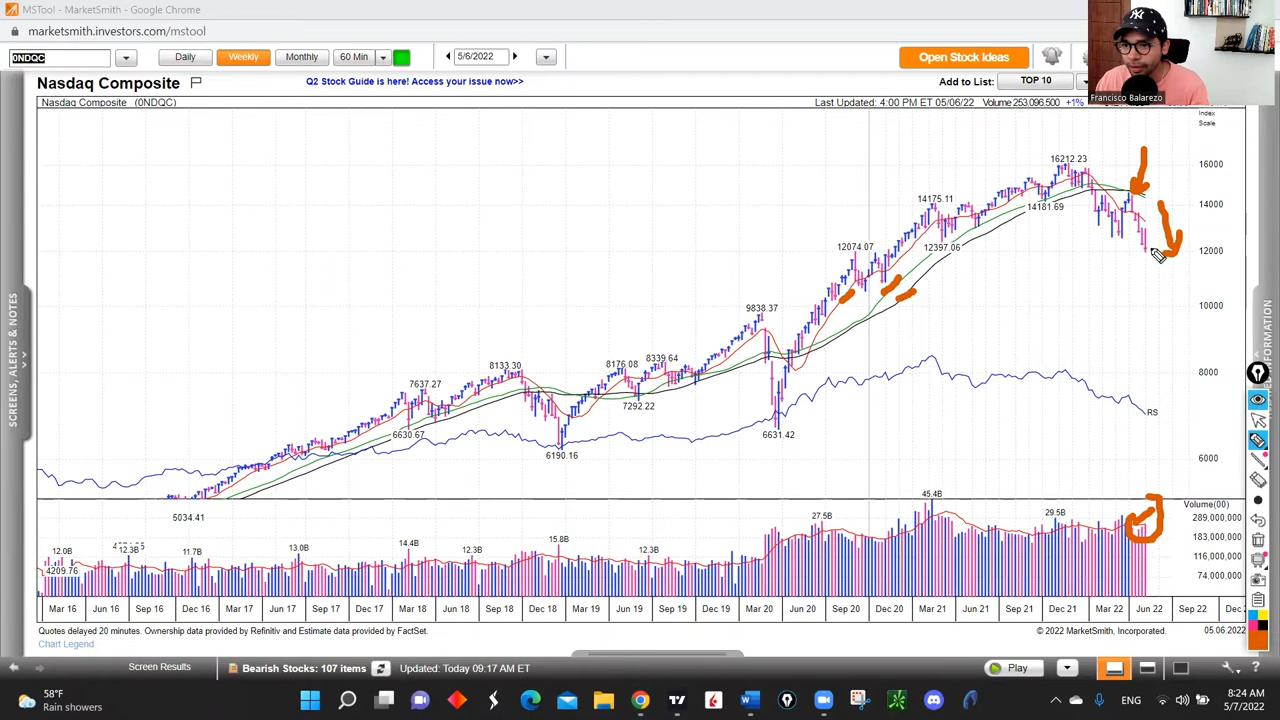 MSTool - MarketSmith - Google Chrome
marketsmith.investors.com/mstool
0NDQC Daily Weekly Monthly 60 Min 5/6/2022 Open Stock Ideas
Nasdaq Composite Q2 Stock Guide is here! Access your issue now>> Add to List: TOP 10
Francisco Balarezo
Nasdaq Composite (0NDQC) Last Updated: 4:00 PM ET 05/06/22 Volume 253,096,500 +1%
Index
Scale
16212.23
16000
14175.11
14181.69
14000
12074.07
12397.06
12000
9838.37
10000
8133.30
8176.08
8339.64
8000
7637.27
7292.22
RS
6630.67
6631.42
6190.16
6000
SCREENS, ALERTS & NOTES
5034.41
45.4B
Volume(00)
27.5B
29.5B
289,000,000
183,000,000
12.0B
12.3B
11.7B
13.0B
14.4B
12.3B
15.8B
12.3B
116,000,000
4209.76
74,000,000
Mar 16 Jun 16 Sep 16 Dec 16 Mar 17 Jun 17 Sep 17 Dec 17 Mar 18 Jun 18 Sep 18 Dec 18 Mar 19 Jun 19 Sep 19 Dec 19 Mar 20 Jun 20 Sep 20 Dec 20 Mar 21 Jun 21 Sep 21 Dec 21 Mar 22 Jun 22 Sep 22
Quotes delayed 20 minutes. Ownership data provided by Refinitiv and Estimate data provided by FactSet. © 2022 MarketSmith, Incorporated. 05.06.2022
Chart Legend
Screen Results Bearish Stocks: 107 items Updated: Today 09.17 AM ET Play
58°F
Rain showers
ENG
8:24 AM
5/7/2022